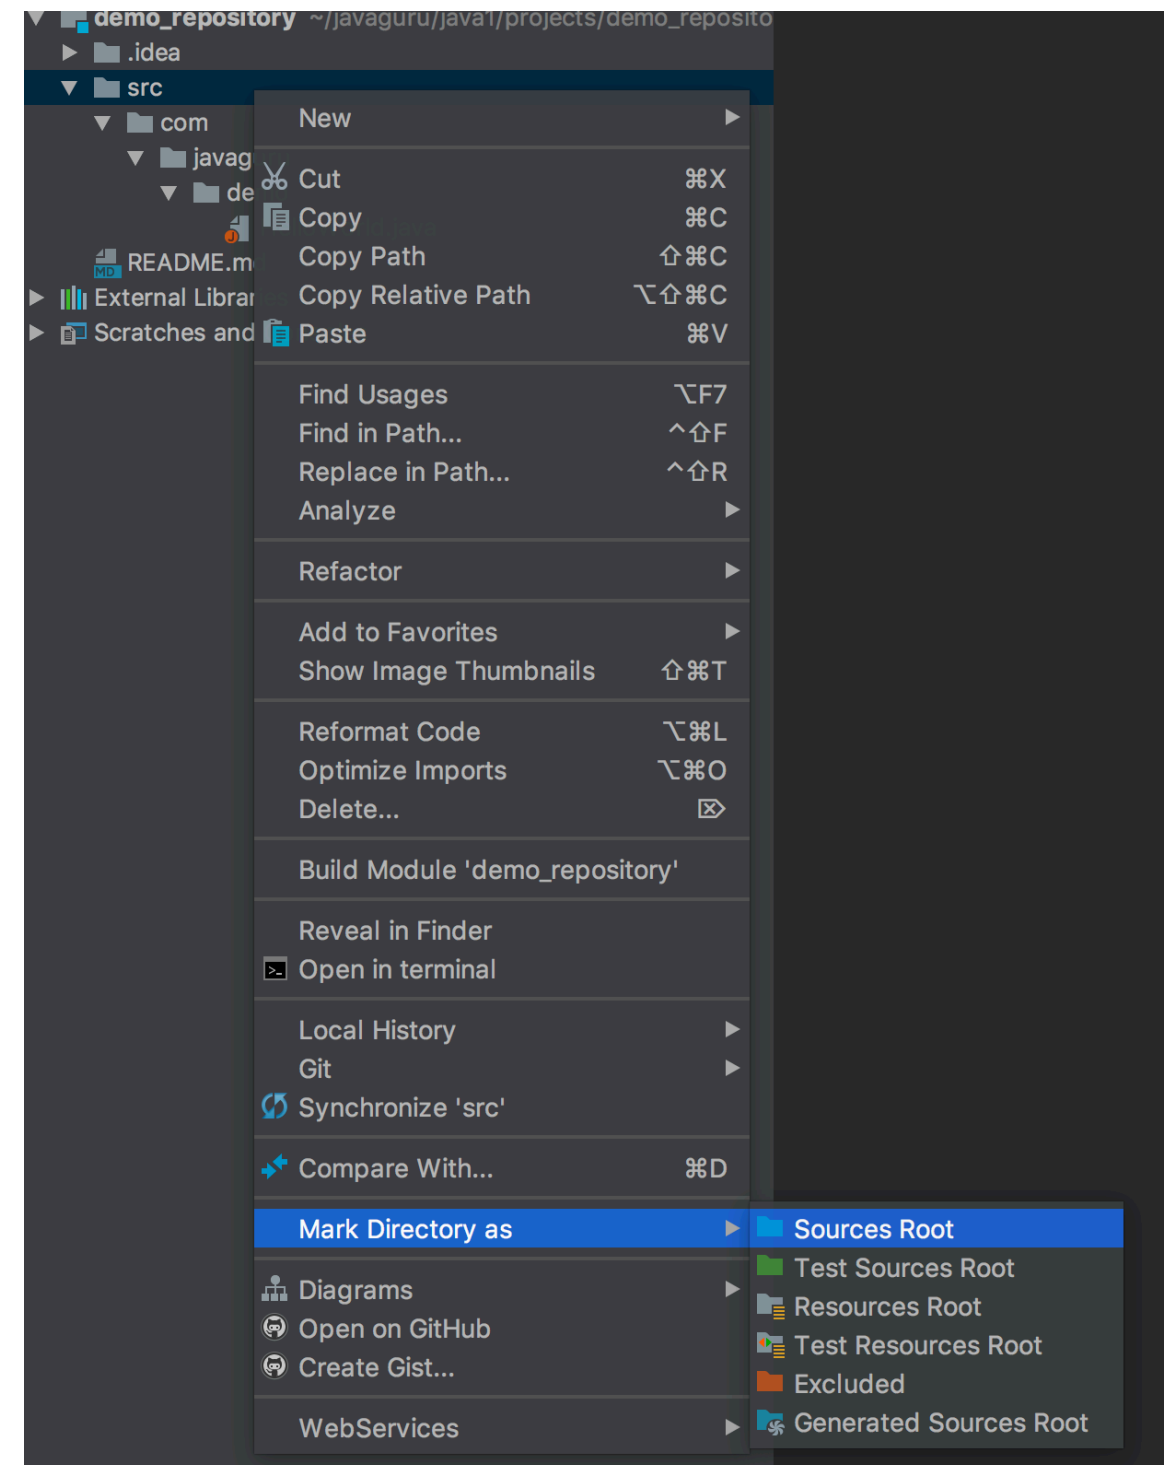 demo_repository ~/javaguru/java1/projects/demo_reposito
.idea
src
com
javag
de
README.m
External Librar
Scratches and
New
Cut ⌘X
Copy ⌘C
Copy Path ⇧⌘C
Copy Relative Path ⌥⇧⌘C
Paste ⌘V
Find Usages ⌥F7
Find in Path... ^⇧F
Replace in Path... ^⇧R
Analyze
Refactor
Add to Favorites
Show Image Thumbnails ⇧⌘T
Reformat Code ⌥⌘L
Optimize Imports ⌥⌘O
Delete... ⌦
Build Module 'demo_repository'
Reveal in Finder
Open in terminal
Local History
Git
Synchronize 'src'
Compare With... ⌘D
Mark Directory as
Diagrams
Open on GitHub
Create Gist...
WebServices
Sources Root
Test Sources Root
Resources Root
Test Resources Root
Excluded
Generated Sources Root